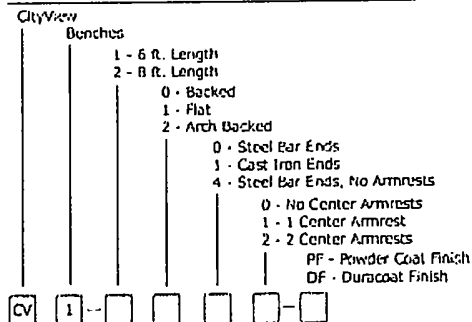 CityView
Benches
1 - 6 ft. Length
2 - 8 ft. Length
0 - Backed
1 - Flat
2 - Arch Backed
0 - Steel Bar Ends
1 - Cast Iron Ends
4 - Steel Bar Ends, No Armrests
0 - No Center Armrests
1 - 1 Center Armrest
2 - 2 Center Armrests
PF - Powder Coat Finish
DF - Duracoat Finish
CV 1 - -